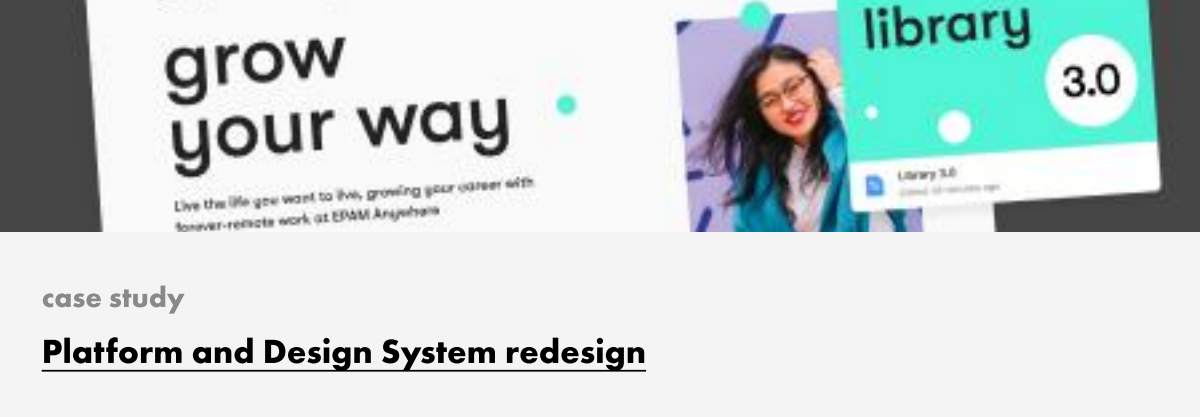 grow
your way
Live the life you want to live, growing your career with
forever-remote work at EPAM Anywhere
library
3.0
Library 3.0
case study
Platform and Design System redesign